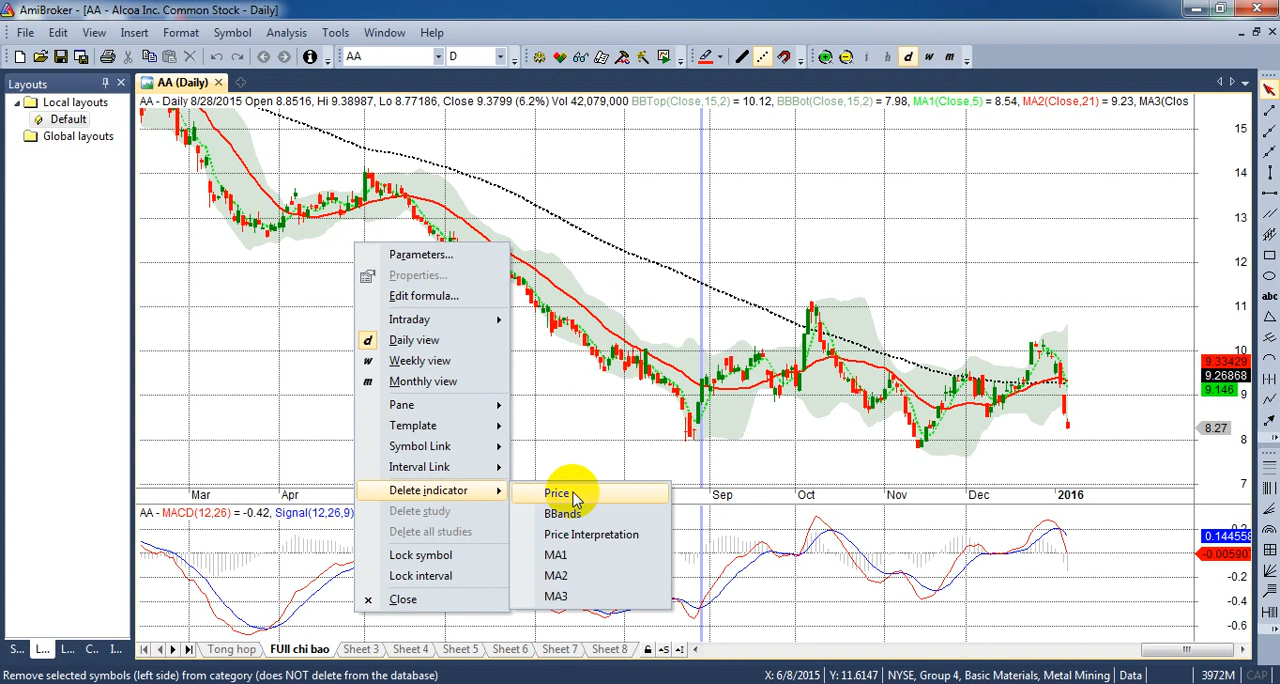 AmiBroker - [AA - Alcoa Inc. Common Stock - Daily]
File Edit View Insert Format Symbol Analysis Tools Window Help
AA D i h d w m
Layouts
Local layouts
Default
Global layouts
AA (Daily)
AA - Daily 8/28/2015 Open 8.8516, Hi 9.38987, Lo 8.77186, Close 9.3799 (6.2%) Vol 42,079,000 BBTop(Close,15,2) = 10.12, BBBot(Close,15,2) = 7.98, MA1(Close,5) = 8.54, MA2(Close,21) = 9.23, MA3(Clos
15
14
13
12
11
10
9.33429
9.26868
9.146
9
8.27
8
7
abc
Parameters...
Properties...
Edit formula...
Intraday
d Daily view
w Weekly view
m Monthly view
Pane
Template
Symbol Link
Interval Link
Delete indicator
Delete study
Delete all studies
Lock symbol
Lock interval
x Close
Price
BBands
Price Interpretation
MA1
MA2
MA3
Mar Apr Sep Oct Nov Dec 2016
AA - MACD(12,26) = -0.42, Signal(12,26,9)
0.2
0.144558
-0.00590
-0.2
-0.4
-0.6
S... L... L... C... I...
Tong hop FUll chi bao Sheet 3 Sheet 4 Sheet 5 Sheet 6 Sheet 7 Sheet 8
Remove selected symbols (left side) from category (does NOT delete from the database) X: 6/8/2015 Y: 11.6147 NYSE, Group 4, Basic Materials, Metal Mining Data 3972M CAP